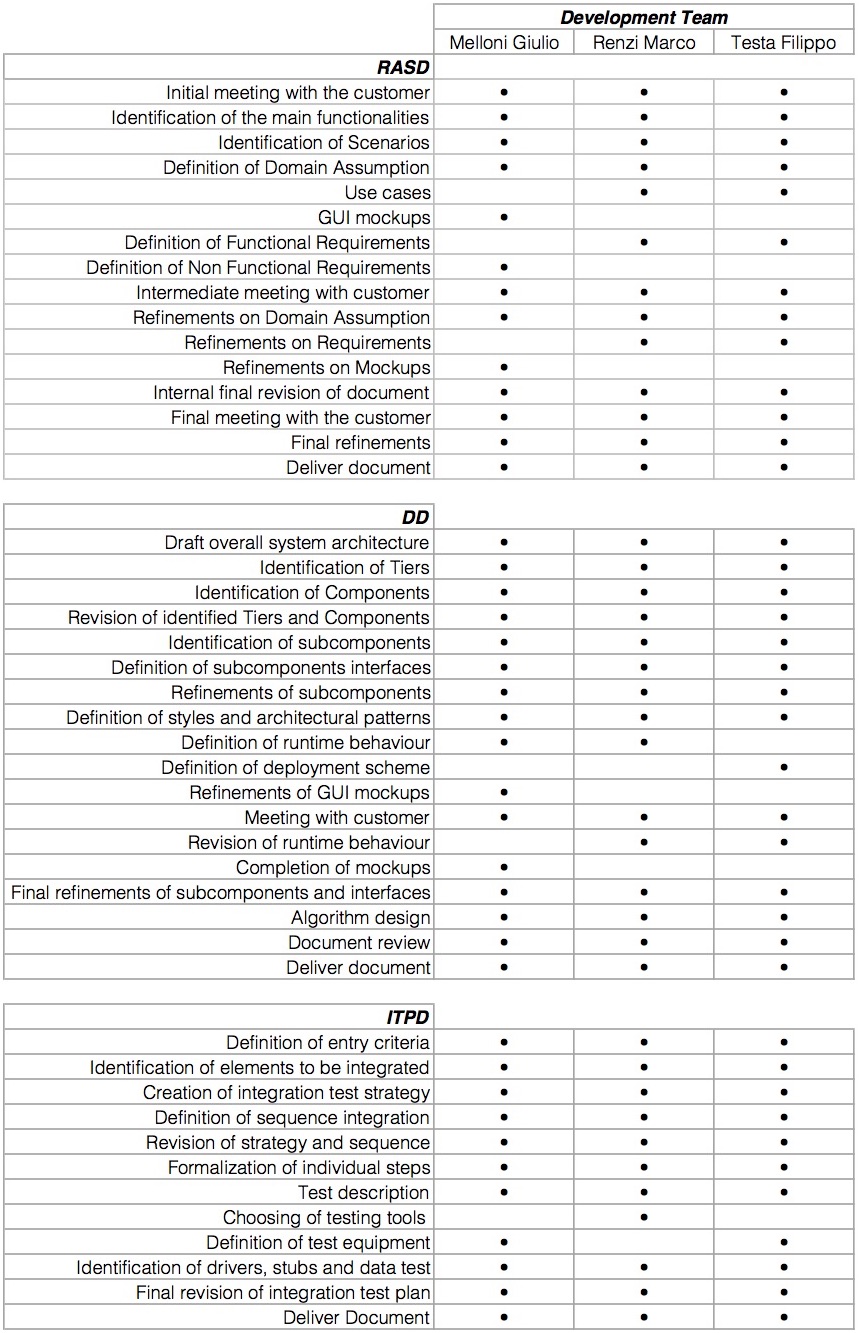 Development Team
Melloni Giulio Renzi Marco Testa Filippo
RASD
Initial meeting with the customer • • •
Identification of the main functionalities • • •
Identification of Scenarios • • •
Definition of Domain Assumption • • •
Use cases • •
GUI mockups •
Definition of Functional Requirements • •
Definition of Non Functional Requirements •
Intermediate meeting with customer • • •
Refinements on Domain Assumption • • •
Refinements on Requirements • •
Refinements on Mockups •
Internal final revision of document • • •
Final meeting with the customer • • •
Final refinements • • •
Deliver document • • •
DD
Draft overall system architecture • • •
Identification of Tiers • • •
Identification of Components • • •
Revision of identified Tiers and Components • • •
Identification of subcomponents • • •
Definition of subcomponents interfaces • • •
Refinements of subcomponents • • •
Definition of styles and architectural patterns • • •
Definition of runtime behaviour • •
Definition of deployment scheme •
Refinements of GUI mockups •
Meeting with customer • • •
Revision of runtime behaviour • •
Completion of mockups •
Final refinements of subcomponents and interfaces • • •
Algorithm design • • •
Document review • • •
Deliver document • • •
ITPD
Definition of entry criteria • • •
Identification of elements to be integrated • • •
Creation of integration test strategy • • •
Definition of sequence integration • • •
Revision of strategy and sequence • • •
Formalization of individual steps • • •
Test description • • •
Choosing of testing tools •
Definition of test equipment • •
Identification of drivers, stubs and data test • • •
Final revision of integration test plan • • •
Deliver Document • • •